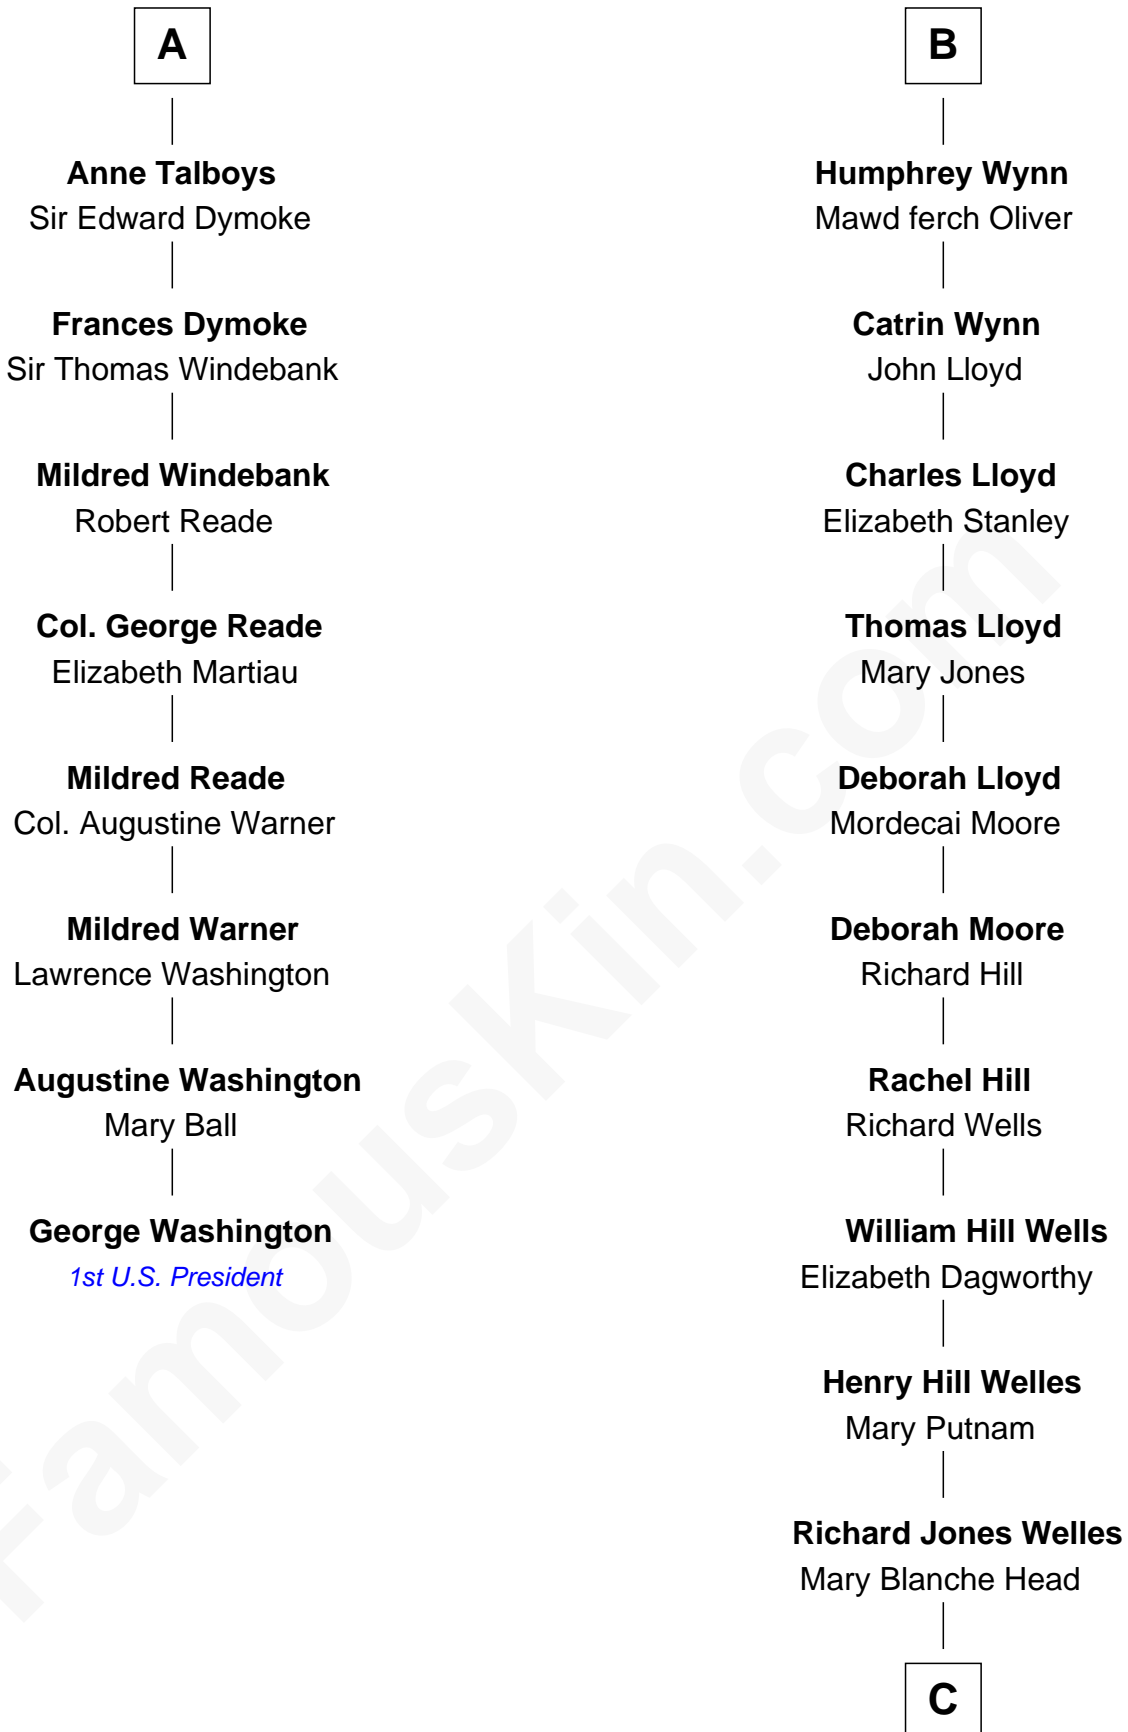 A
Anne Talboys
Sir Edward Dymoke
Frances Dymoke
Sir Thomas Windebank
Mildred Windebank
Robert Reade
Col. George Reade
Elizabeth Martiau
Mildred Reade
Col. Augustine Warner
Mildred Warner
Lawrence Washington
Augustine Washington
Mary Ball
George Washington
1st U.S. President
B
Humphrey Wynn
Mawd ferch Oliver
Catrin Wynn
John Lloyd
Charles Lloyd
Elizabeth Stanley
Thomas Lloyd
Mary Jones
Deborah Lloyd
Mordecai Moore
Deborah Moore
Richard Hill
Rachel Hill
Richard Wells
William Hill Wells
Elizabeth Dagworthy
Henry Hill Welles
Mary Putnam
Richard Jones Welles
Mary Blanche Head
C
FamousKin.com